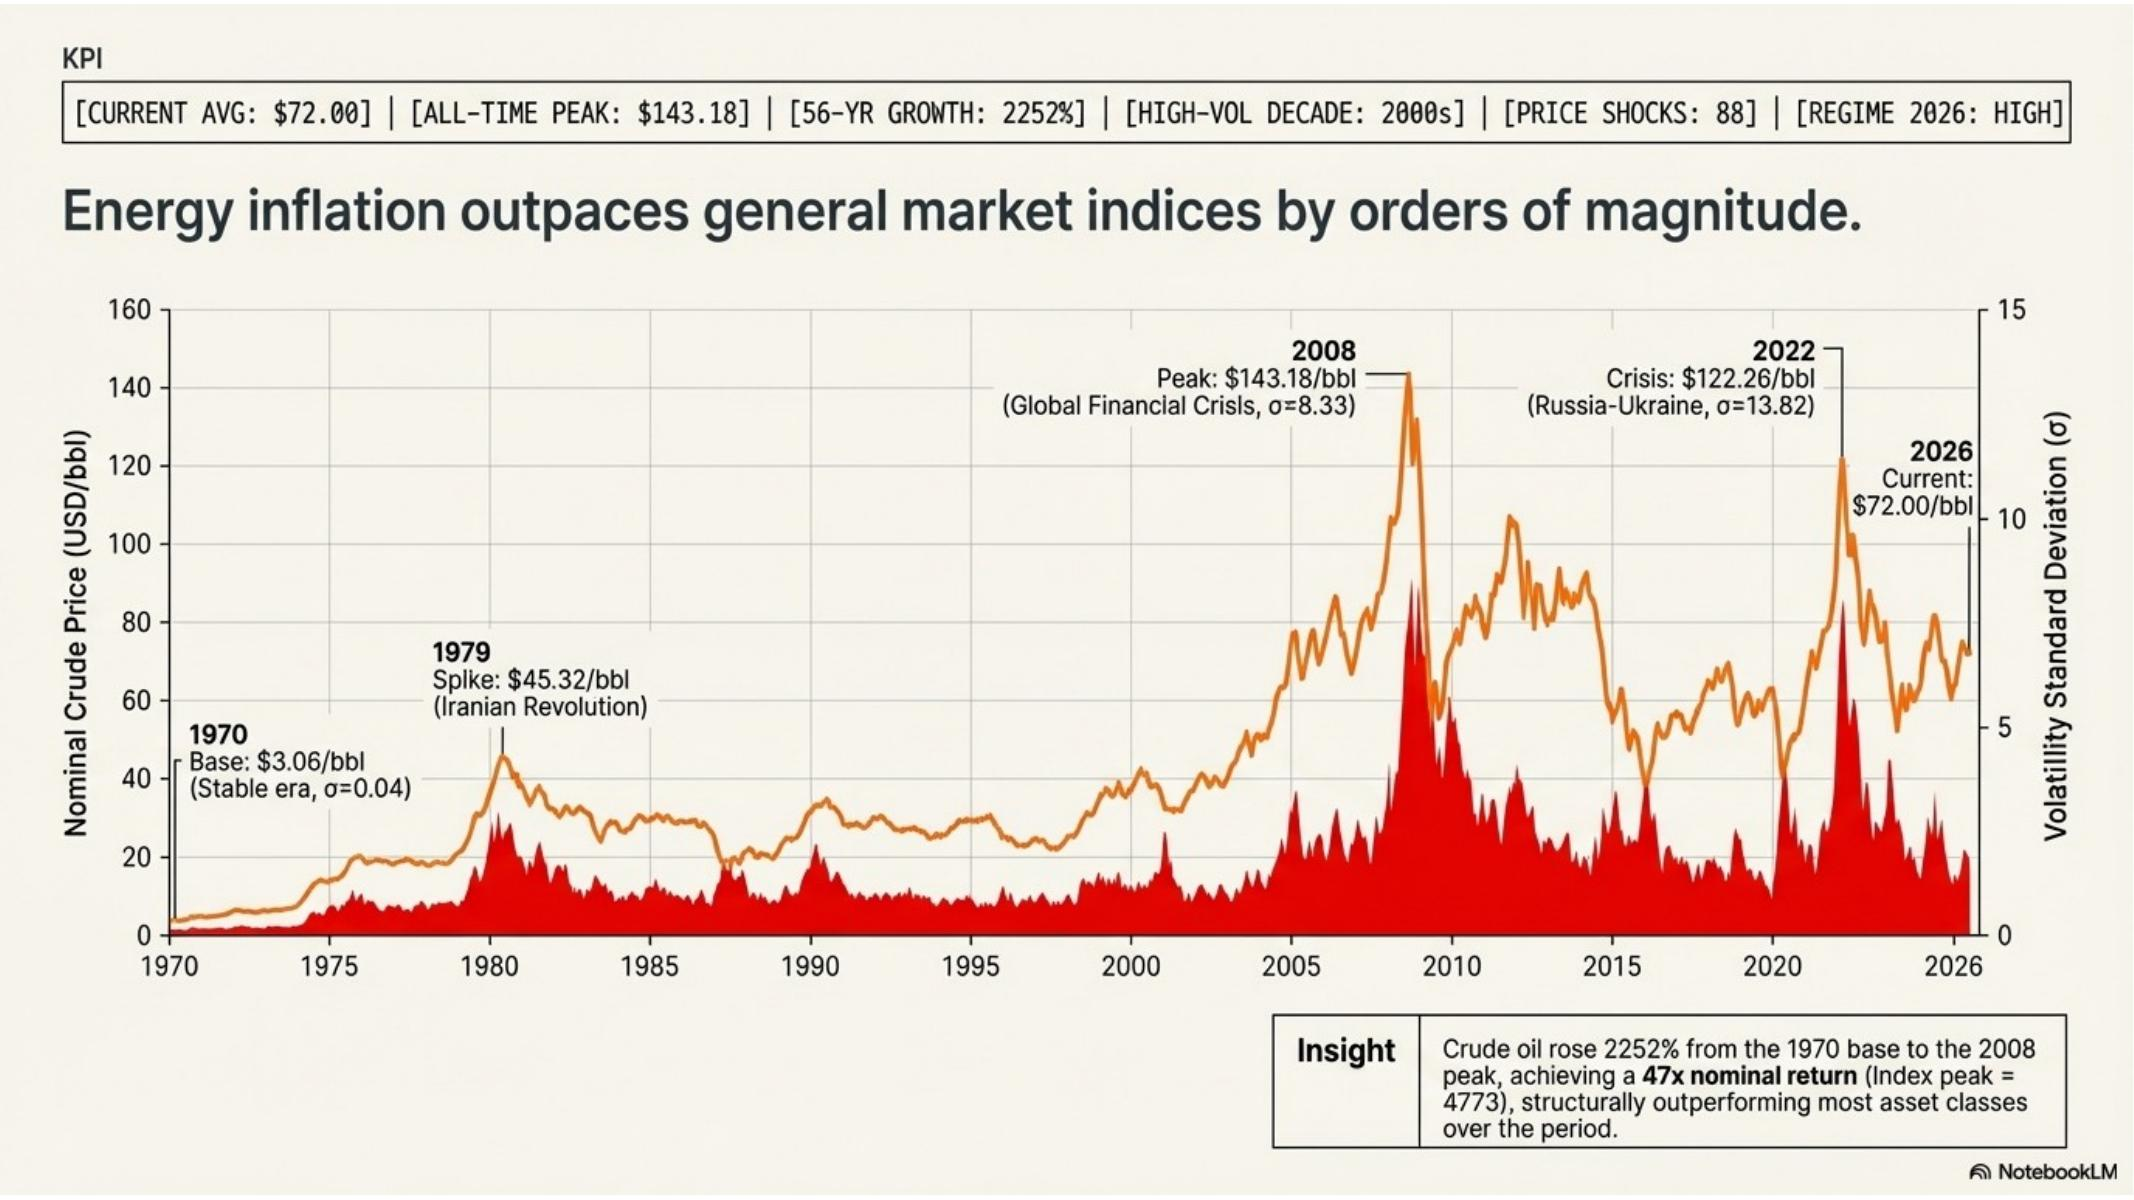 KPI
[CURRENT AVG: $72.00] | [ALL-TIME PEAK: $143.18] | [56-YR GROWTH: 2252%] | [HIGH-VOL DECADE: 2000s] | [PRICE SHOCKS: 88] | [REGIME 2026: HIGH]
Energy inflation outpaces general market indices by orders of magnitude.
Nominal Crude Price (USD/bbl)
160
140
120
100
80
60
40
20
0
1970
Base: $3.06/bbl
(Stable era, σ=0.04)
1979
Splke: $45.32/bbl
(Iranian Revolution)
2008
Peak: $143.18/bbl
(Global Financial Crisls, σ=8.33)
2022
Crisis: $122.26/bbl
(Russia-Ukraine, σ=13.82)
2026
Current:
$72.00/bbl
15
10
5
0
Volatility Standard Deviation (σ)
1970 1975 1980 1985 1990 1995 2000 2005 2010 2015 2020 2026
Insight
Crude oil rose 2252% from the 1970 base to the 2008
peak, achieving a 47x nominal return (Index peak =
4773), structurally outperforming most asset classes
over the period.
NotebookLM